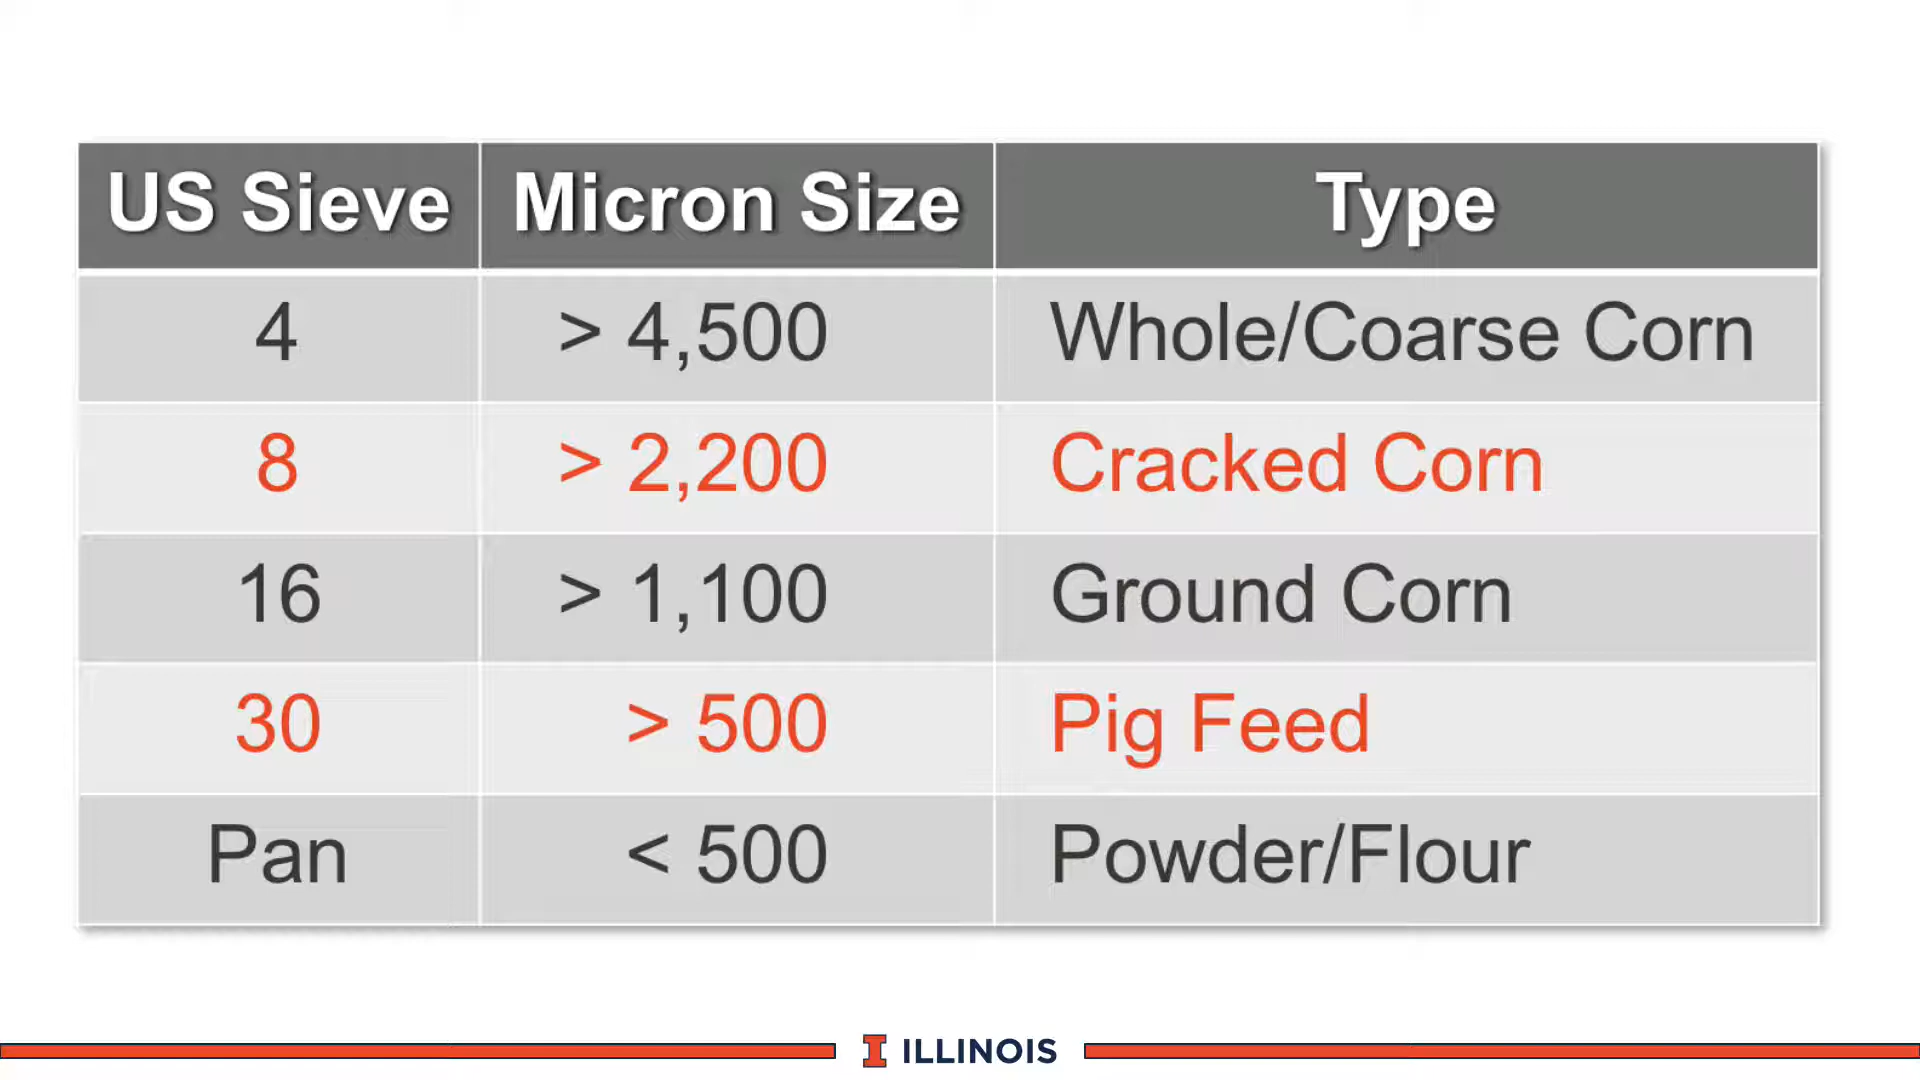 US Sieve Micron Size Type
4 > 4,500 Whole/Coarse Corn
8 > 2,200 Cracked Corn
16 > 1,100 Ground Corn
30 > 500 Pig Feed
Pan < 500 Powder/Flour
I ILLINOIS